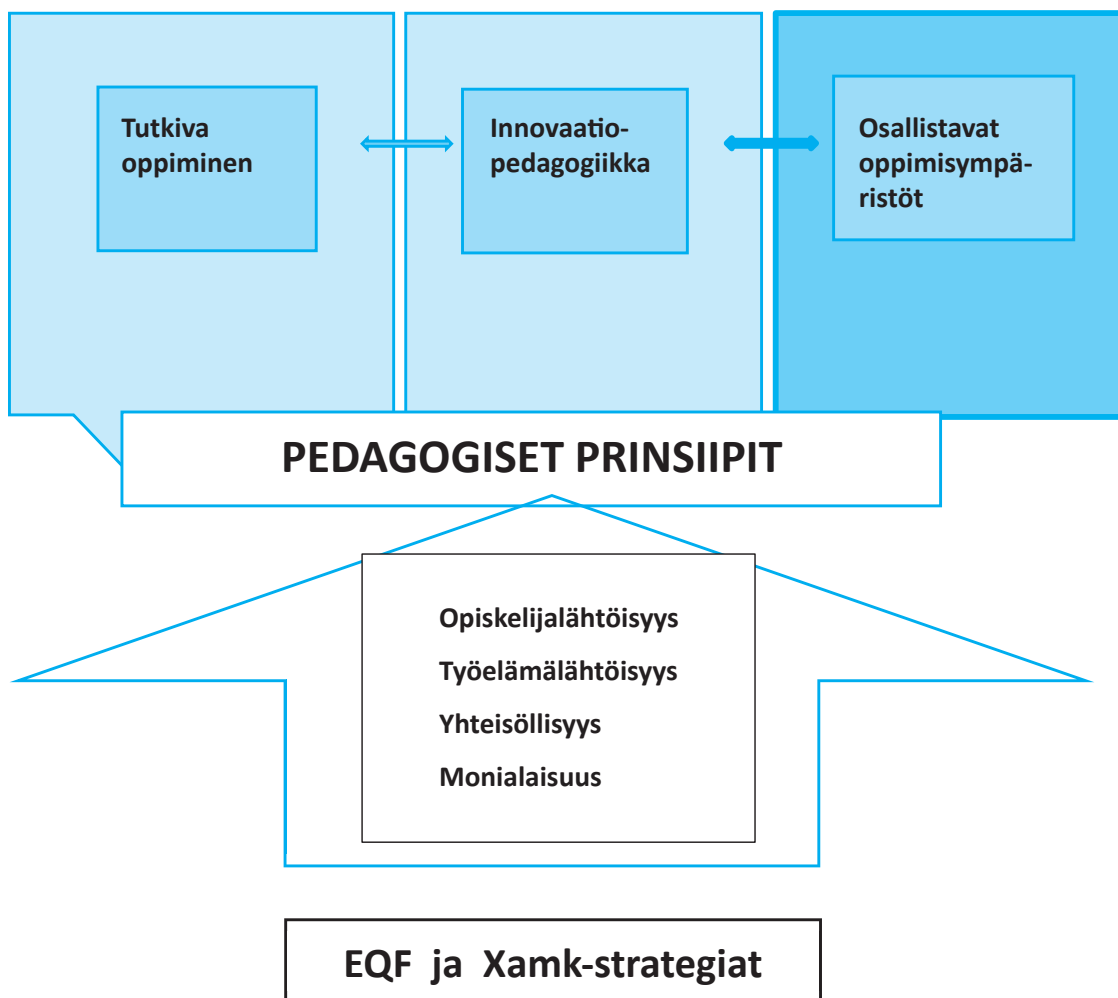 Tutkiva
oppiminen
Innovaatio-
pedagogiikka
Osallistavat
oppimisympä-
ristöt
PEDAGOGISET PRINSIIPIT
Opiskelijalähtöisyys
Työelämälähtöisyys
Yhteisöllisyys
Monialaisuus
EQF ja Xamk-strategiat